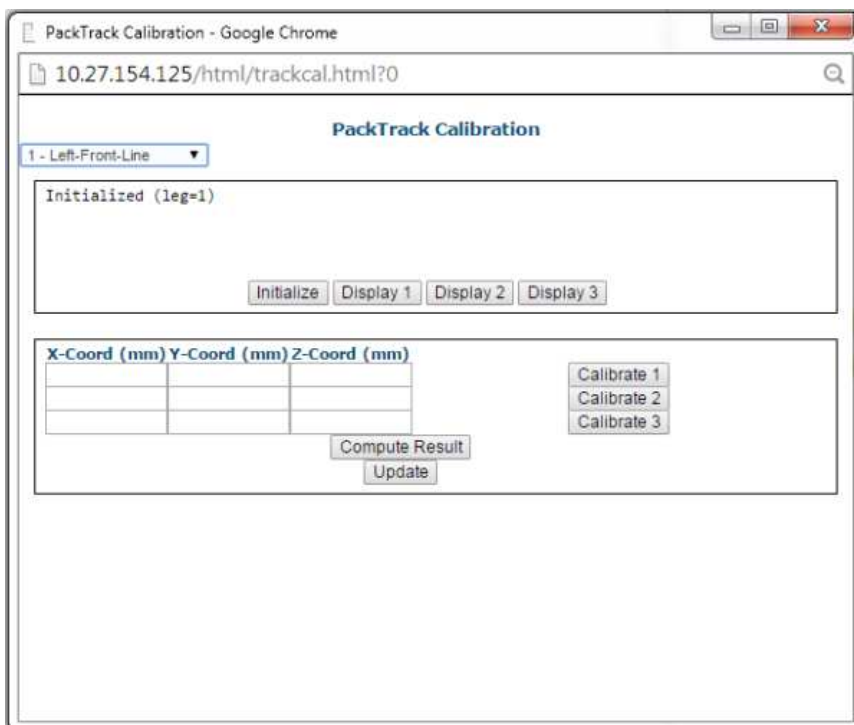 PackTrack Calibration - Google Chrome
10.27.154.125/html/trackcal.html?0
PackTrack Calibration
1 - Left-Front-Line
Initialized (leg=1)
Initialize Display 1 Display 2 Display 3
X-Coord (mm) Y-Coord (mm) Z-Coord (mm)
Calibrate 1
Calibrate 2
Calibrate 3
Compute Result
Update